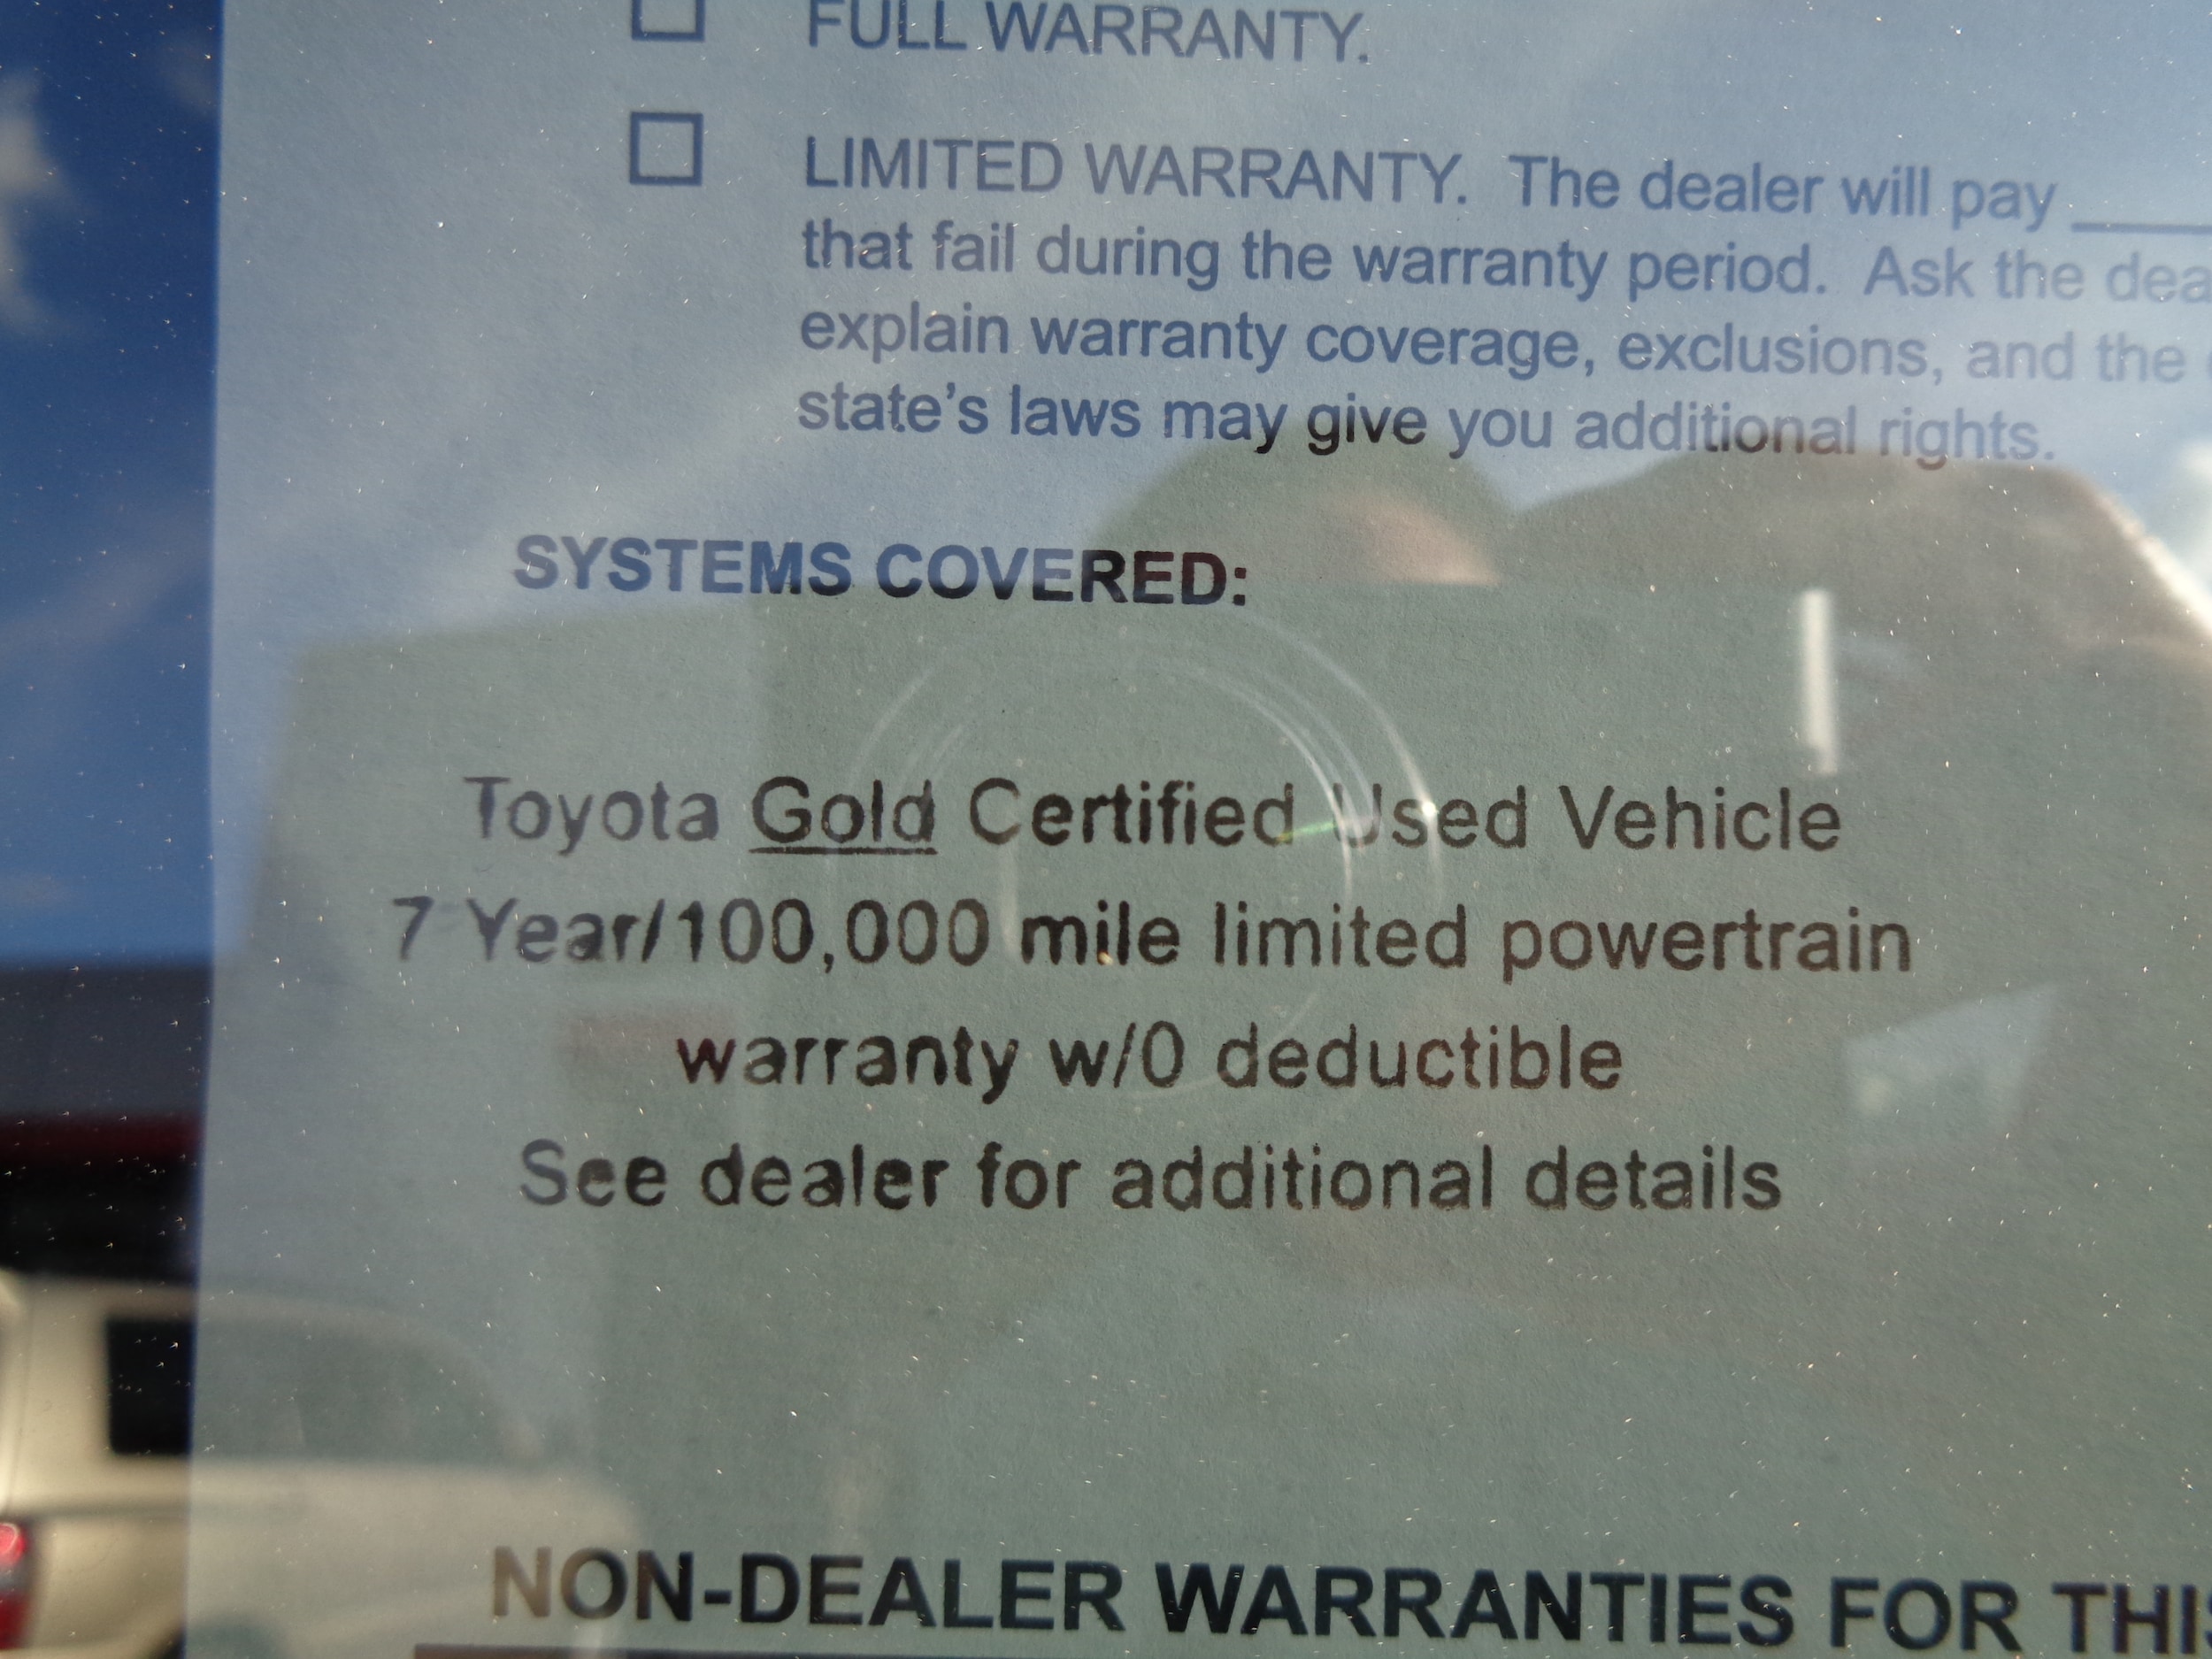 FULL WARRANTY.
LIMITED WARRANTY. The dealer will pay
that fail during the warranty period. Ask the dea
explain warranty coverage, exclusions, and the
state's laws may give you additional rights.
SYSTEMS COVERED:
Toyota Gold Certified Used Vehicle
7 Year/100,000 mile limited powertrain
warranty w/0 deductible
See dealer for additional details
NON-DEALER WARRANTIES FOR THIS